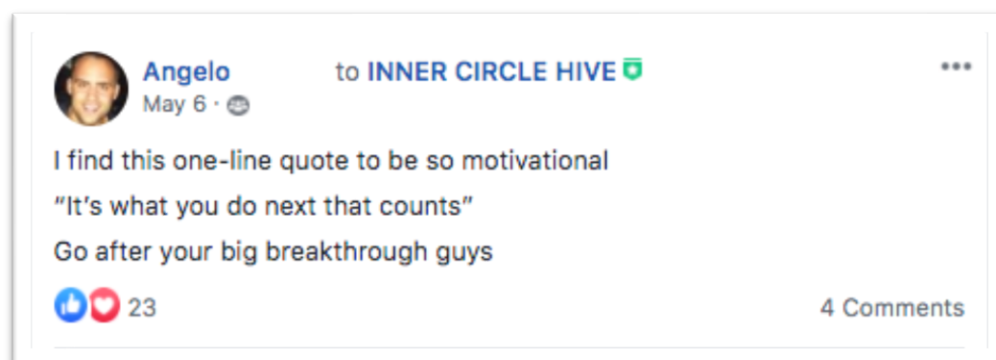 Angelo to INNER CIRCLE HIVE
May 6 ·
I find this one-line quote to be so motivational
“It’s what you do next that counts”
Go after your big breakthrough guys
23 4 Comments